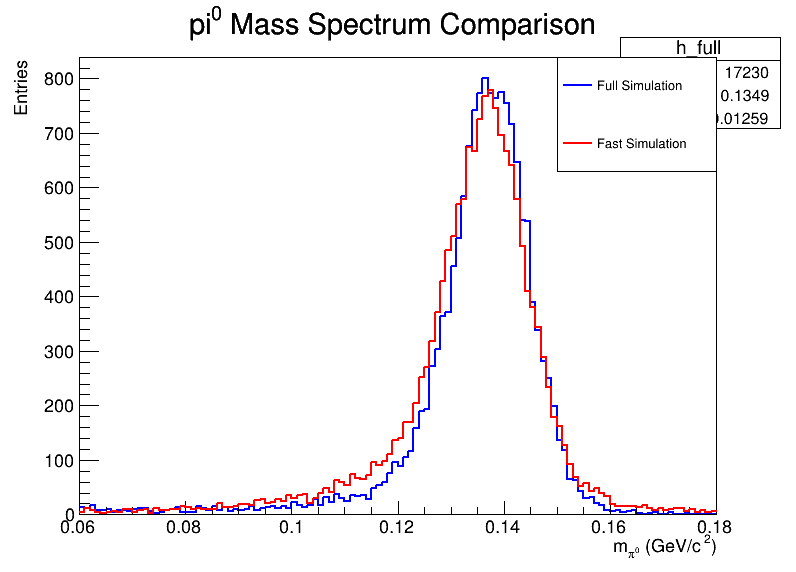 pi⁰ Mass Spectrum Comparison
h_full
17230
0.1349
0.01259
Full Simulation
Fast Simulation
Entries
800
700
600
500
400
300
200
100
0
0.06 0.08 0.1 0.12 0.14 0.16 0.18
m_π⁰ (GeV/c²)